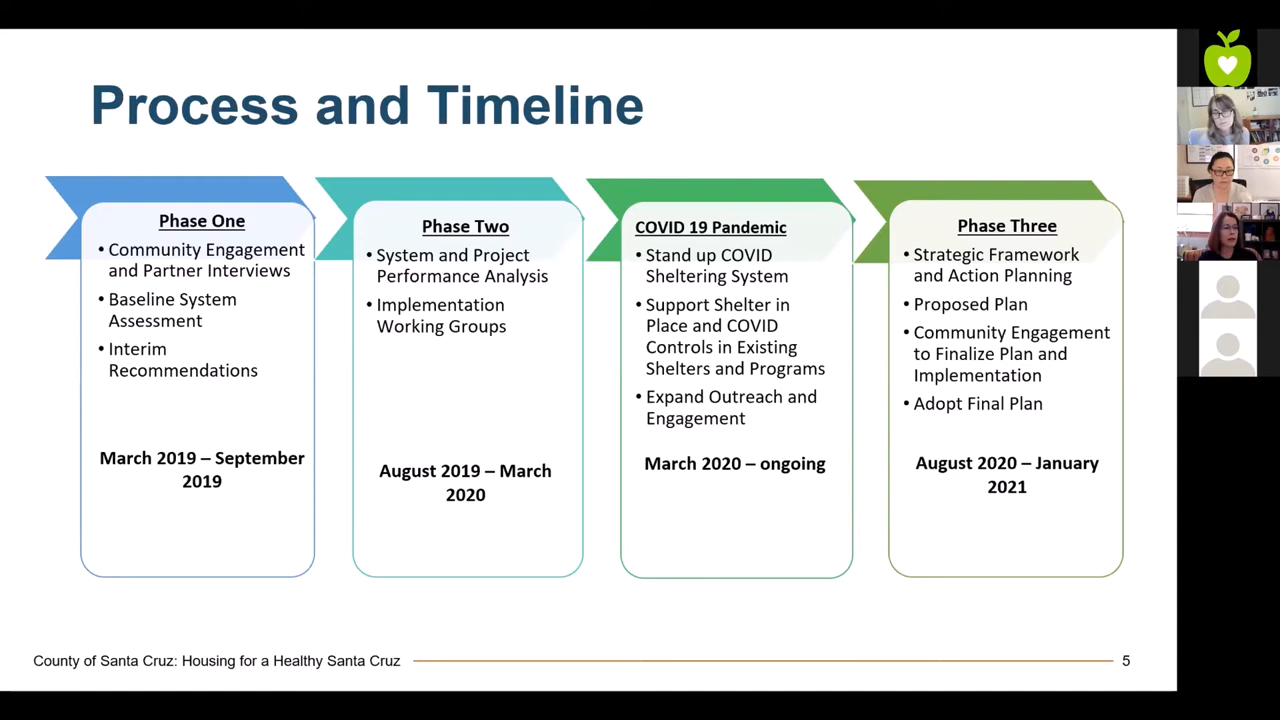 Process and Timeline
Phase One
• Community Engagement
and Partner Interviews
• Baseline System
Assessment
• Interim
Recommendations
March 2019 – September
2019
Phase Two
• System and Project
Performance Analysis
• Implementation
Working Groups
August 2019 – March
2020
COVID 19 Pandemic
• Stand up COVID
Sheltering System
• Support Shelter in
Place and COVID
Controls in Existing
Shelters and Programs
• Expand Outreach and
Engagement
March 2020 – ongoing
Phase Three
• Strategic Framework
and Action Planning
• Proposed Plan
• Community Engagement
to Finalize Plan and
Implementation
• Adopt Final Plan
August 2020 – January
2021
County of Santa Cruz: Housing for a Healthy Santa Cruz
5